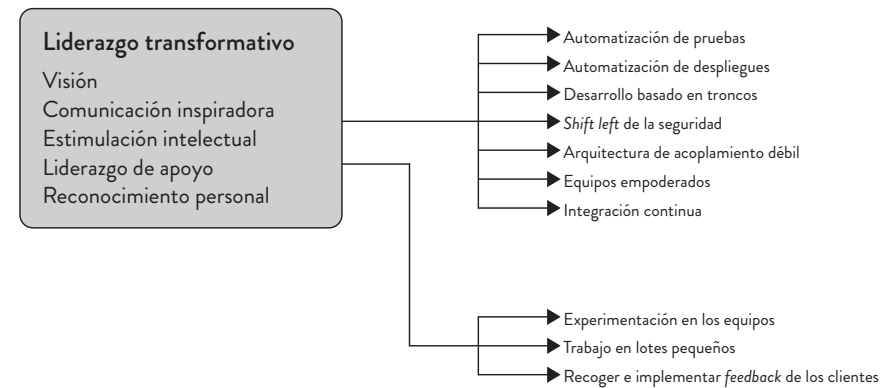 Liderazgo transformativo
Visión
Comunicación inspiradora
Estimulación intelectual
Liderazgo de apoyo
Reconocimiento personal
Automatización de pruebas
Automatización de despliegues
Desarrollo basado en troncos
Shift left de la seguridad
Arquitectura de acoplamiento débil
Equipos empoderados
Integración continua
Experimentación en los equipos
Trabajo en lotes pequeños
Recoger e implementar feedback de los clientes